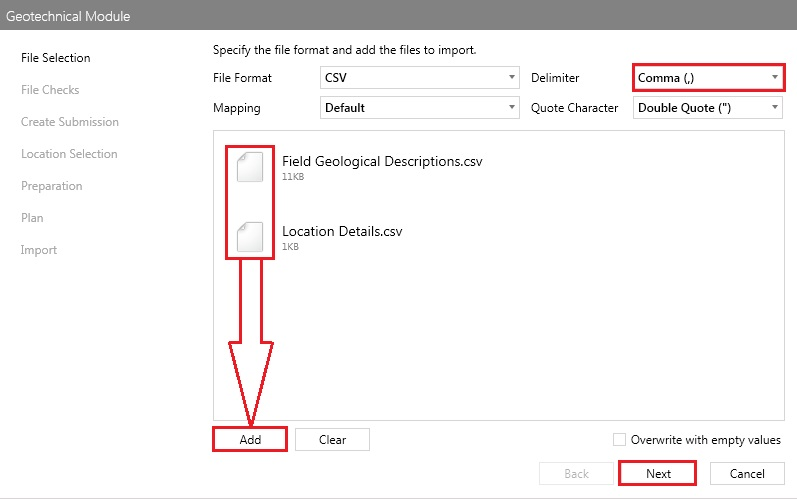 Geotechnical Module
File Selection
File Checks
Create Submission
Location Selection
Preparation
Plan
Import
Specify the file format and add the files to import.
File Format CSV Delimiter Comma (,)
Mapping Default Quote Character Double Quote (")
Field Geological Descriptions.csv
11KB
Location Details.csv
1KB
Add Clear Overwrite with empty values
Back Next Cancel